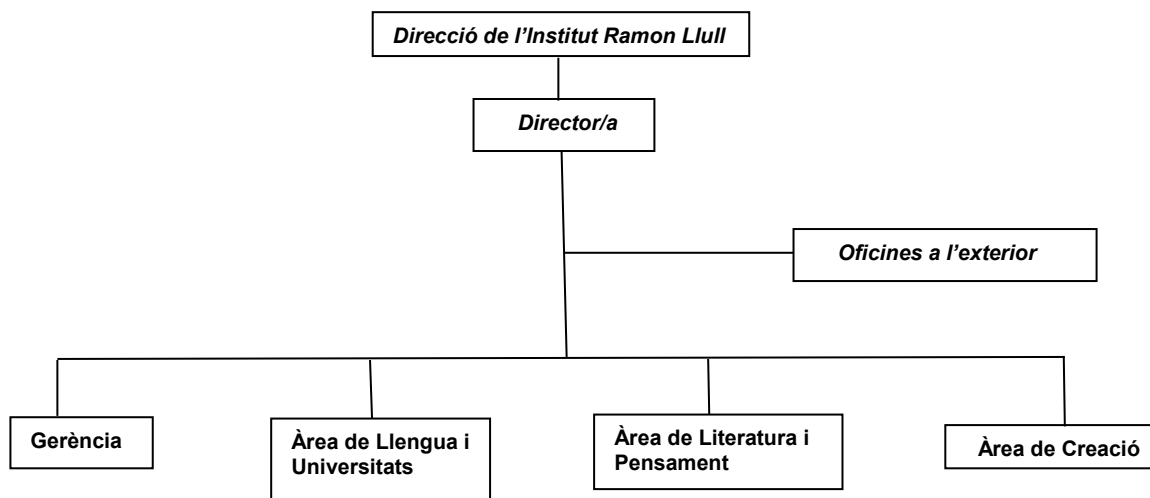 Direcció de l’Institut Ramon Llull
Director/a
Oficines a l’exterior
Gerència
Àrea de Llengua i
Universitats
Àrea de Literatura i
Pensament
Àrea de Creació